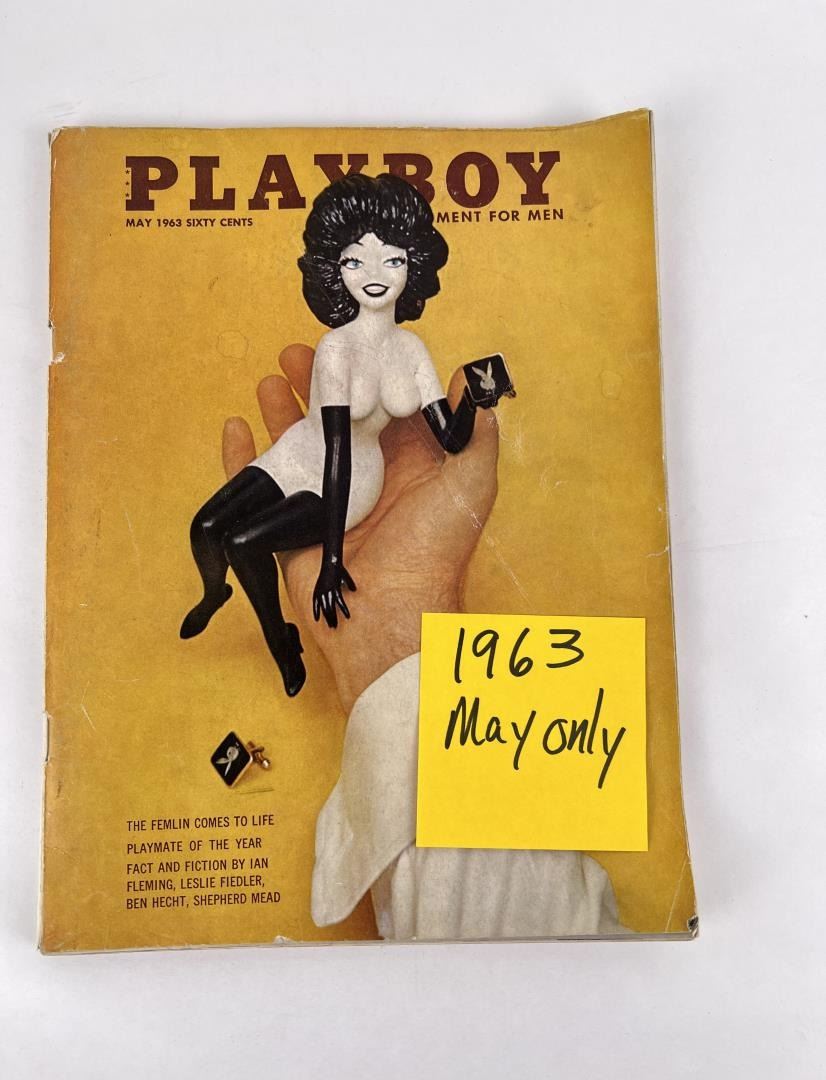 PLAYBOY
MAY 1963 SIXTY CENTS
MENT FOR MEN
1963
May only
THE FEMLIN COMES TO LIFE
PLAYMATE OF THE YEAR
FACT AND FICTION BY IAN
FLEMING, LESLIE FIEDLER,
BEN HECHT, SHEPHERD MEAD